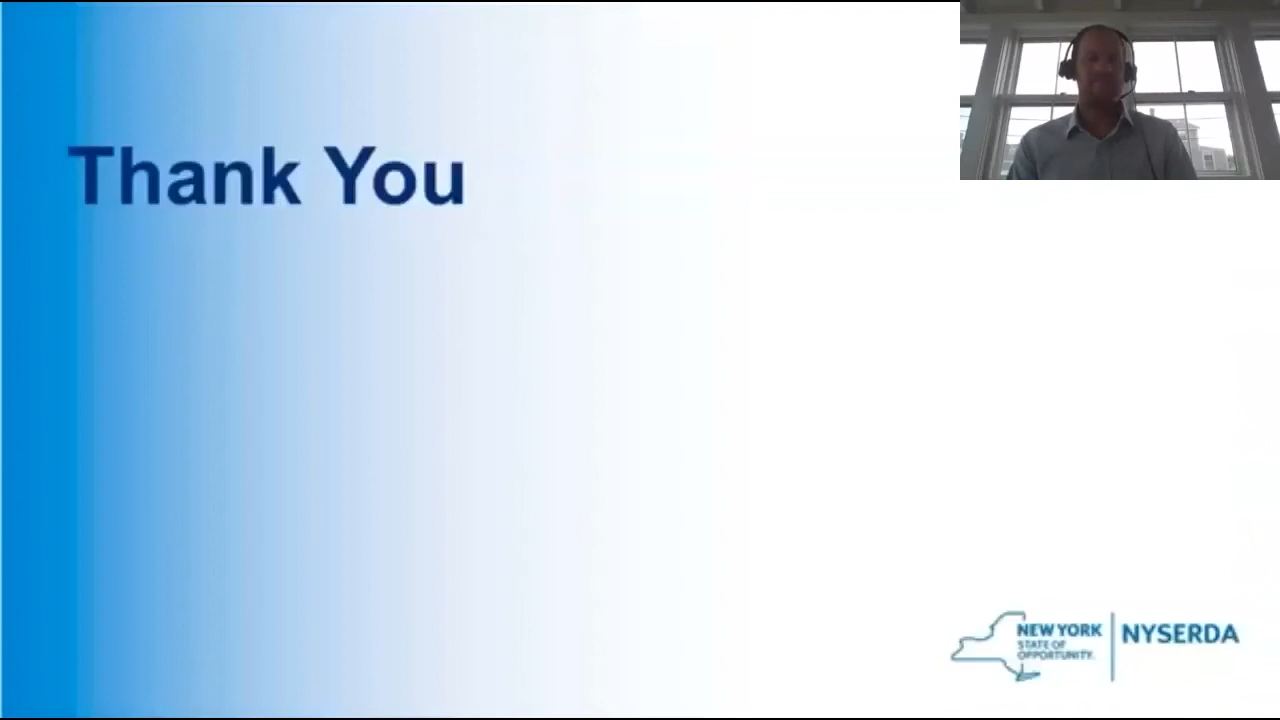 Thank You
NEW YORK
STATE OF
OPPORTUNITY.
NYSERDA